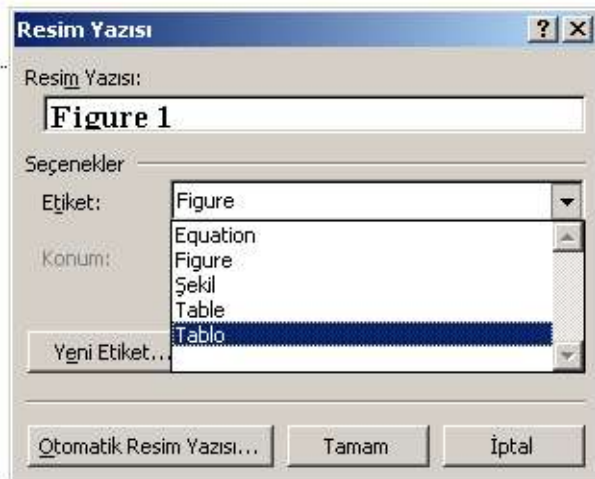 Resim Yazısı
Resim Yazısı:
Figure 1
Seçenekler
Etiket: Figure
Equation
Figure
Konum:
Şekil
Table
Tablo
Yeni Etiket...
Otomatik Resim Yazısı... Tamam İptal